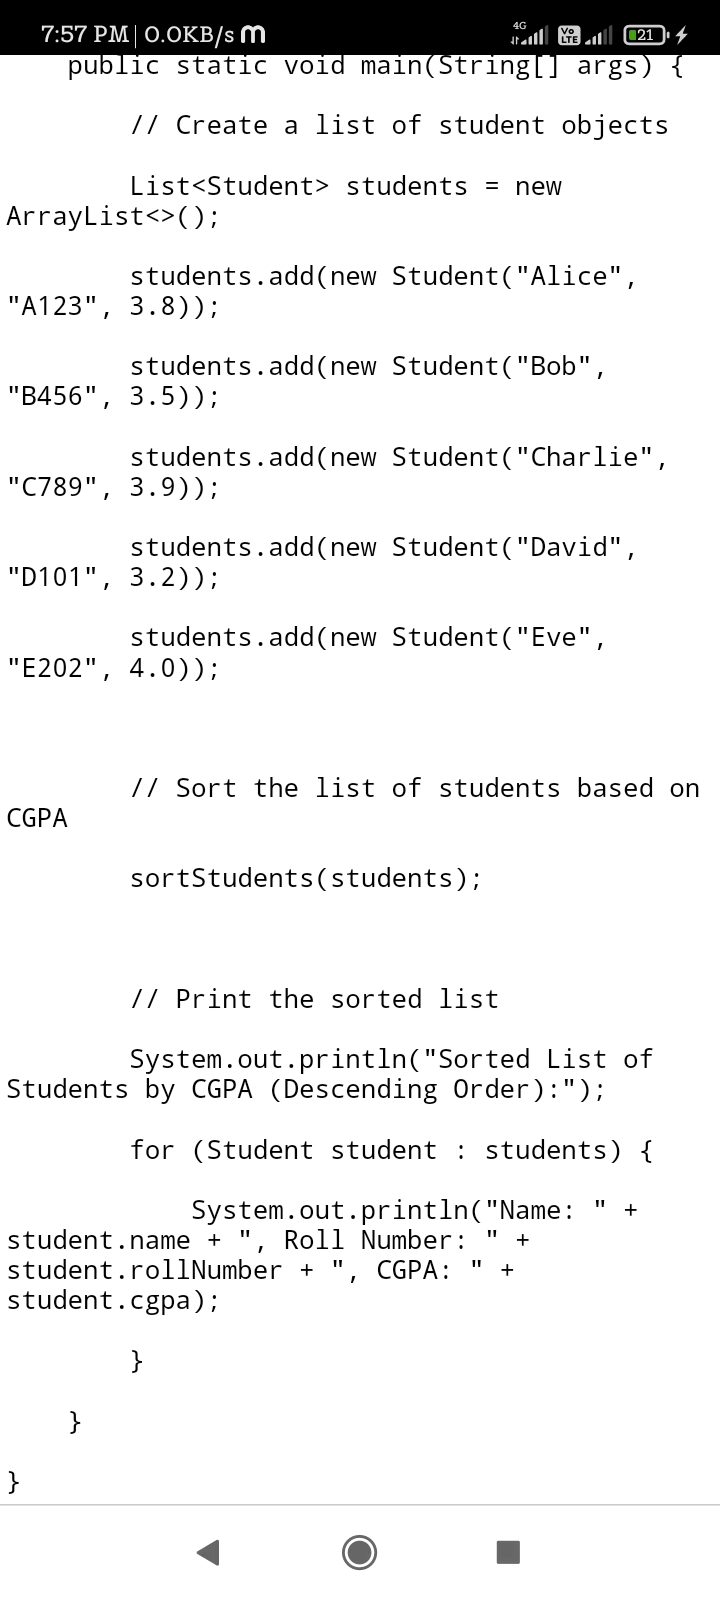 7:57 PM 0.0KB/s m 4G Vo LTE 21
    public static void main(String[] args) {
        // Create a list of student objects
        List<Student> students = new
ArrayList<>();
        students.add(new Student("Alice",
"A123", 3.8));
        students.add(new Student("Bob",
"B456", 3.5));
        students.add(new Student("Charlie",
"C789", 3.9));
        students.add(new Student("David",
"D101", 3.2));
        students.add(new Student("Eve",
"E202", 4.0));
        // Sort the list of students based on
CGPA
        sortStudents(students);
        // Print the sorted list
        System.out.println("Sorted List of
Students by CGPA (Descending Order):");
        for (Student student : students) {
            System.out.println("Name: " +
student.name + ", Roll Number: " +
student.rollNumber + ", CGPA: " +
student.cgpa);
        }
    }
}